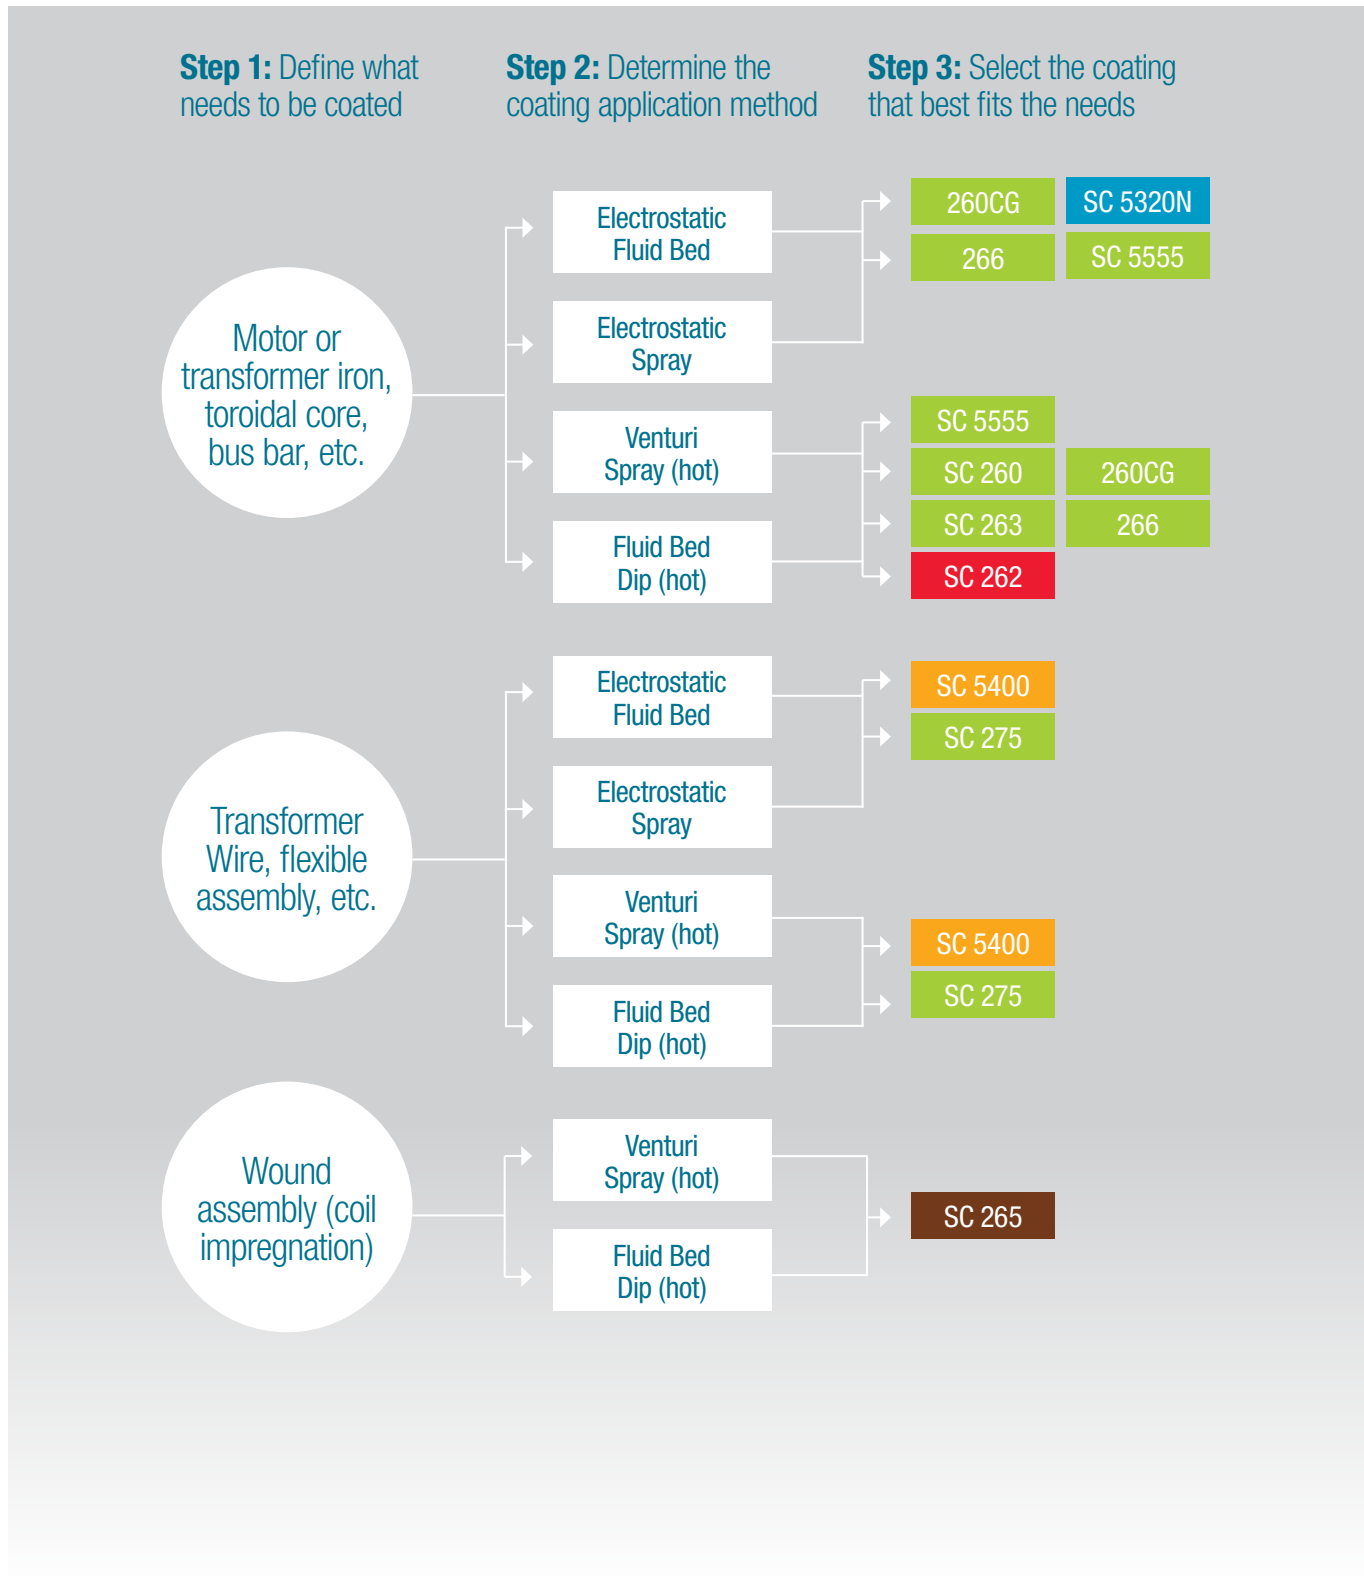 Step 1: Define what
needs to be coated
Step 2: Determine the
coating application method
Step 3: Select the coating
that best fits the needs
Motor or
transformer iron,
toroidal core,
bus bar, etc.
Electrostatic
Fluid Bed
Electrostatic
Spray
Venturi
Spray (hot)
Fluid Bed
Dip (hot)
260CG
SC 5320N
266
SC 5555
SC 5555
SC 260
260CG
SC 263
266
SC 262
Transformer
Wire, flexible
assembly, etc.
Electrostatic
Fluid Bed
Electrostatic
Spray
Venturi
Spray (hot)
Fluid Bed
Dip (hot)
SC 5400
SC 275
SC 5400
SC 275
Wound
assembly (coil
impregnation)
Venturi
Spray (hot)
Fluid Bed
Dip (hot)
SC 265